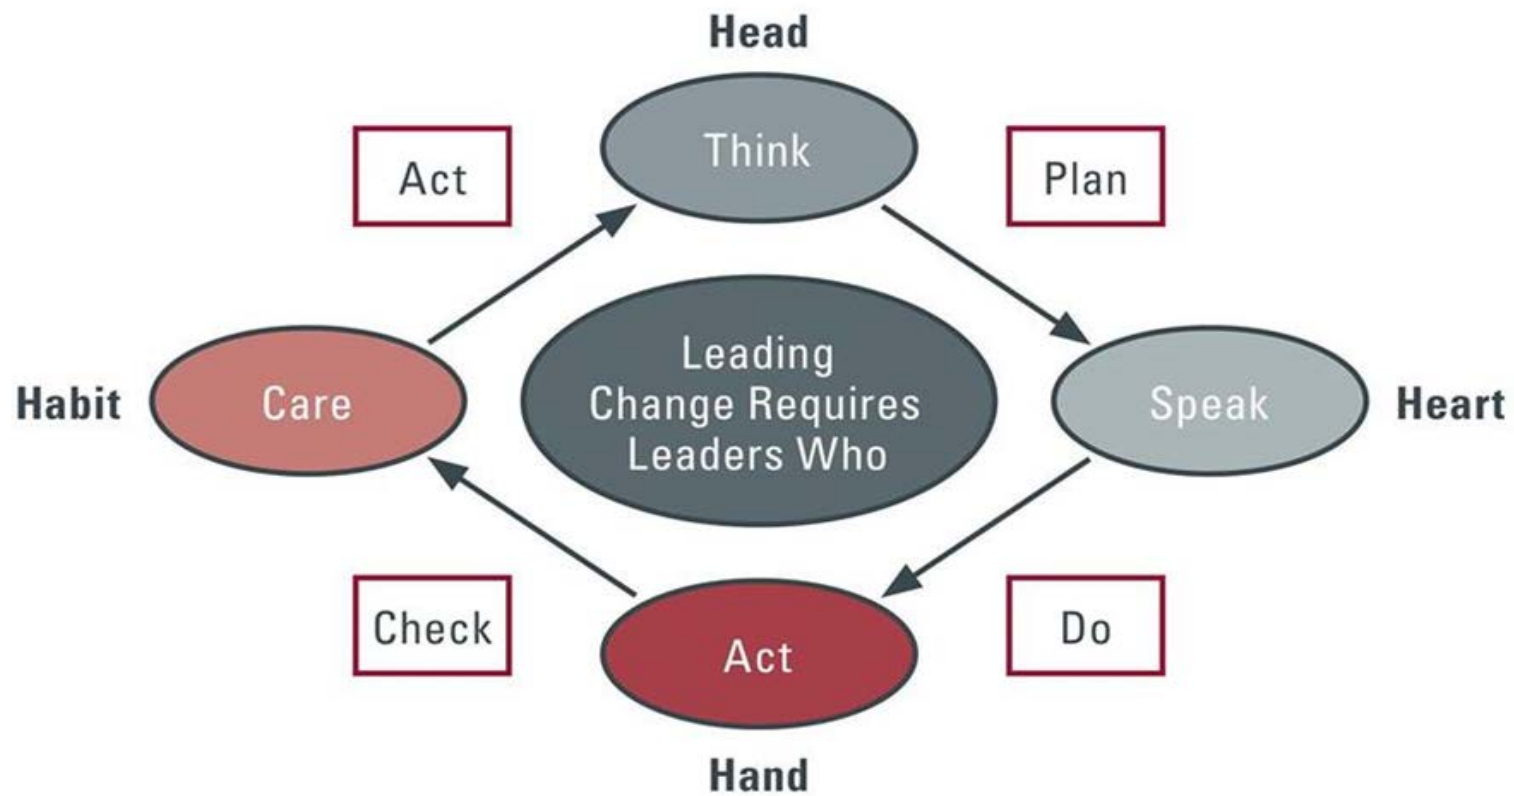 Head
Think
Act
Plan
Leading
Change Requires
Leaders Who
Habit
Care
Speak
Heart
Check
Do
Act
Hand